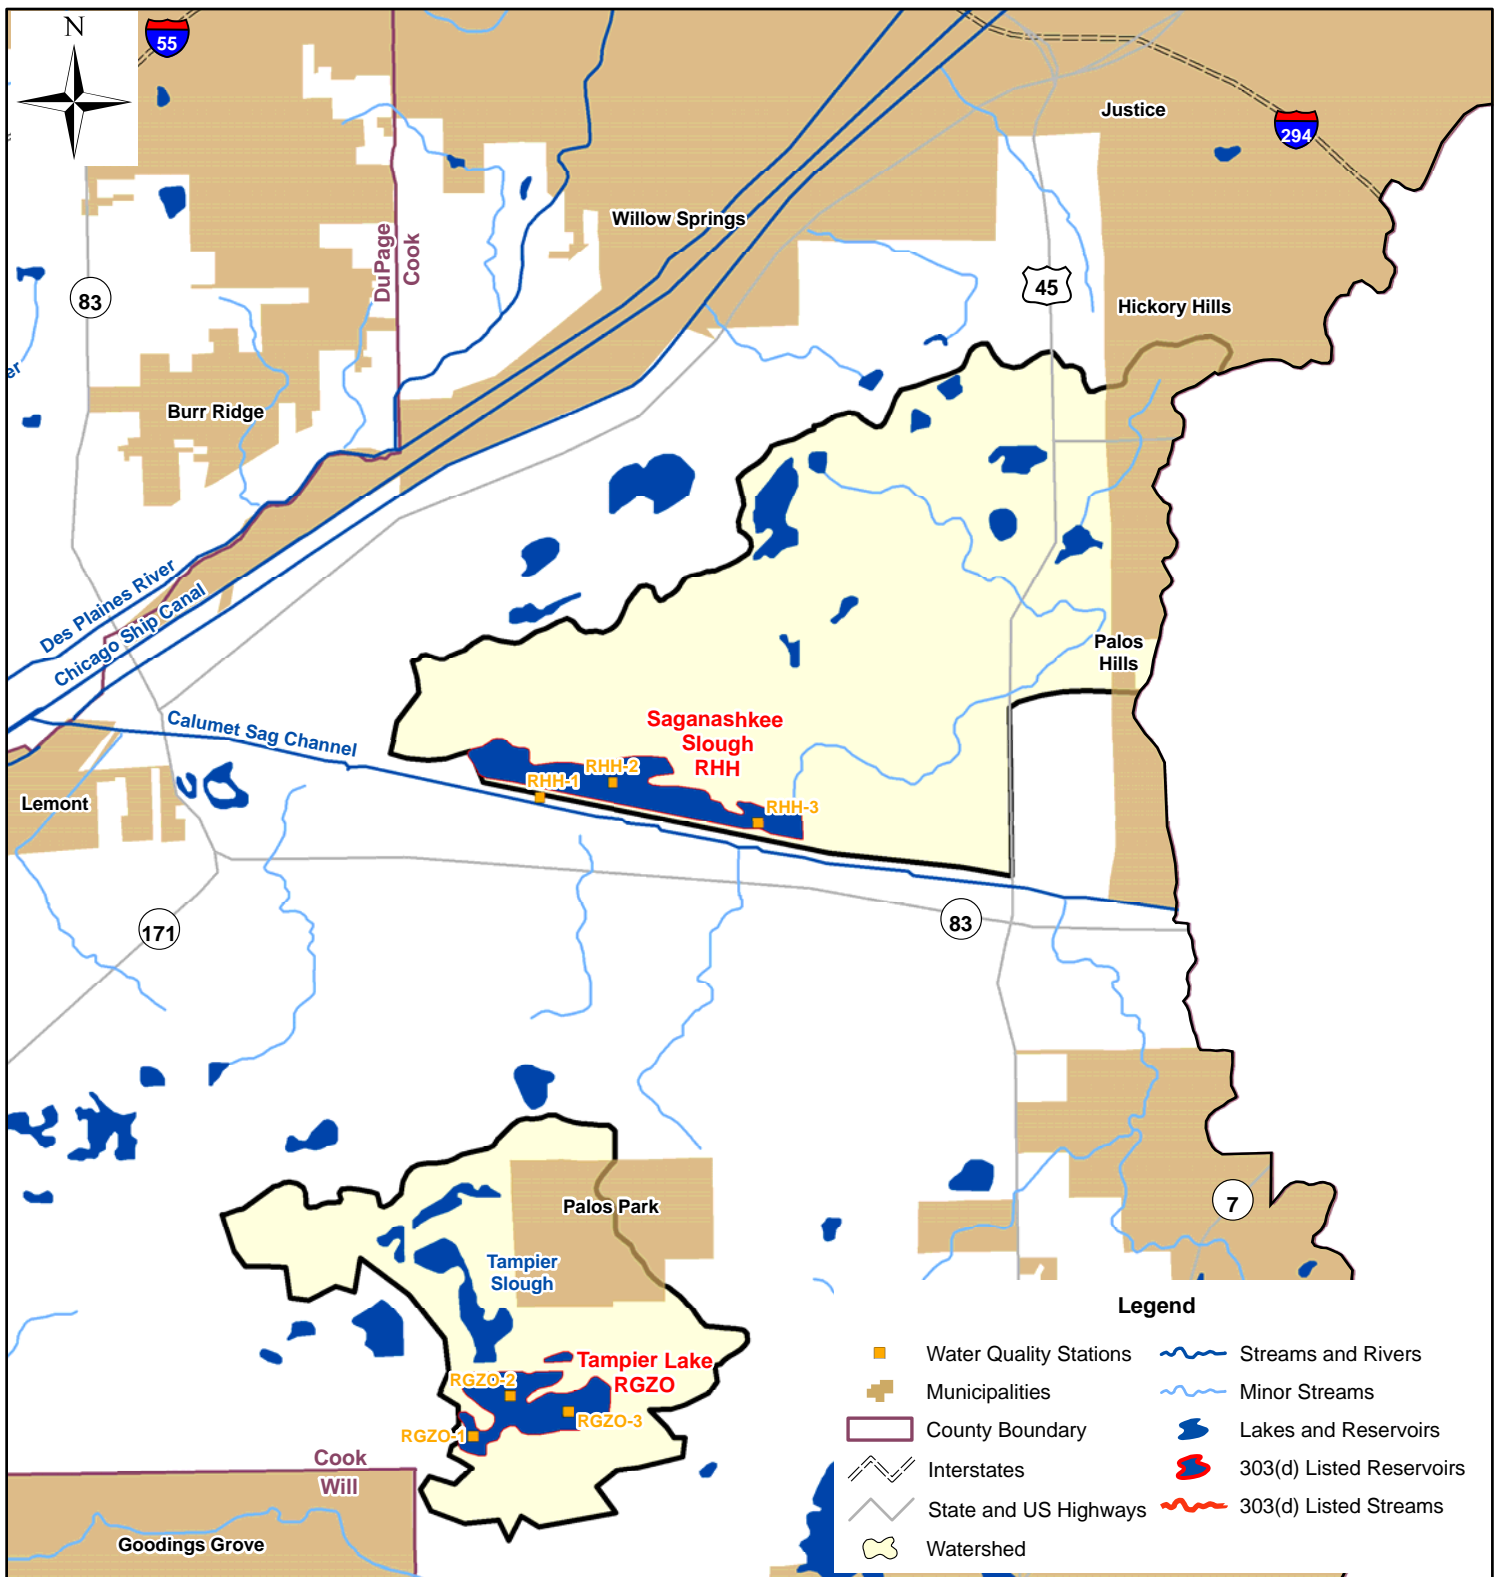 N
55
Justice
294
Willow Springs
DuPage
Cook
83
45
Hickory Hills
er
Burr Ridge
Des Plaines River
Chicago Ship Canal
Palos
Hills
Calumet Sag Channel
Saganashkee
Slough
RHH
RHH-2
RHH-1
RHH-3
Lemont
171
83
7
Palos Park
Tampier
Slough
Tampier Lake
RGZO
RGZO-2
RGZO-3
RGZO-1
Cook
Will
Goodings Grove
Legend
Water Quality Stations
Streams and Rivers
Municipalities
Minor Streams
County Boundary
Lakes and Reservoirs
Interstates
303(d) Listed Reservoirs
State and US Highways
303(d) Listed Streams
Watershed